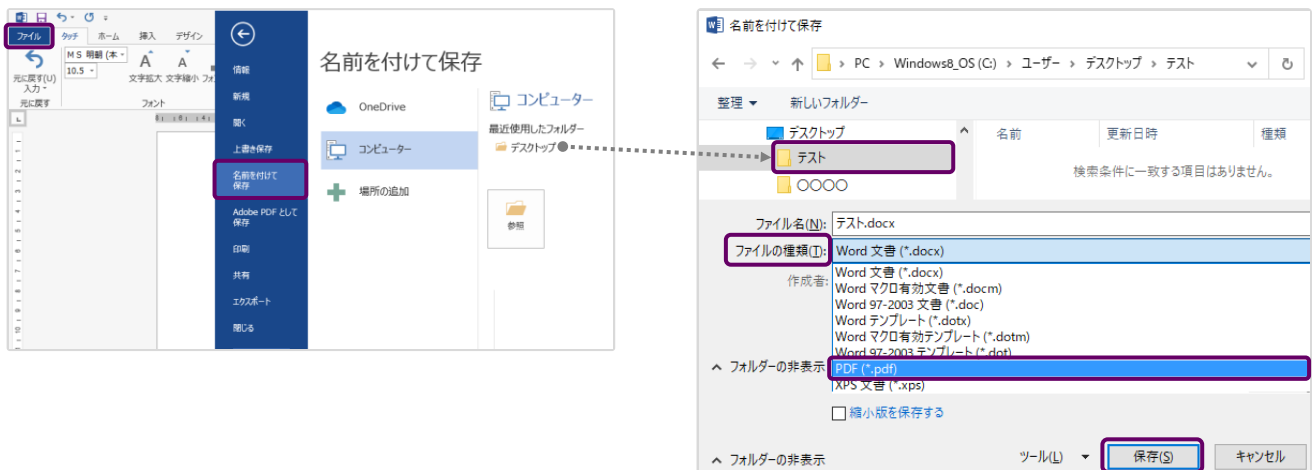 ファイル タッチ ホーム 挿入 デザイン
MS 明朝 (本
10.5
元に戻す(U)
入力
文字拡大 文字縮小
元に戻す
フォント
情報
新規
開く
上書き保存
名前を付けて
保存
Adobe PDF として
保存
印刷
共有
エクスポート
閉じる
名前を付けて保存
OneDrive
コンピューター
場所の追加
コンピューター
最近使用したフォルダー
デスクトップ
参照
名前を付けて保存
PC › Windows8_OS (C:) › ユーザー › デスクトップ › テスト
整理 ▼ 新しいフォルダー
デスクトップ
テスト
〇〇〇〇
名前 更新日時 種類
検索条件に一致する項目はありません。
ファイル名(N): テスト.docx
ファイルの種類(T): Word 文書 (*.docx)
作成者:
Word 文書 (*.docx)
Word マクロ有効文書 (*.docm)
Word 97-2003 文書 (*.doc)
Word テンプレート (*.dotx)
Word マクロ有効テンプレート (*.dotm)
Word 97-2003 テンプレート (*.dot)
フォルダーの非表示
PDF (*.pdf)
XPS 文書 (*.xps)
縮小版を保存する
フォルダーの非表示 ツール(L) ▼ 保存(S) キャンセル